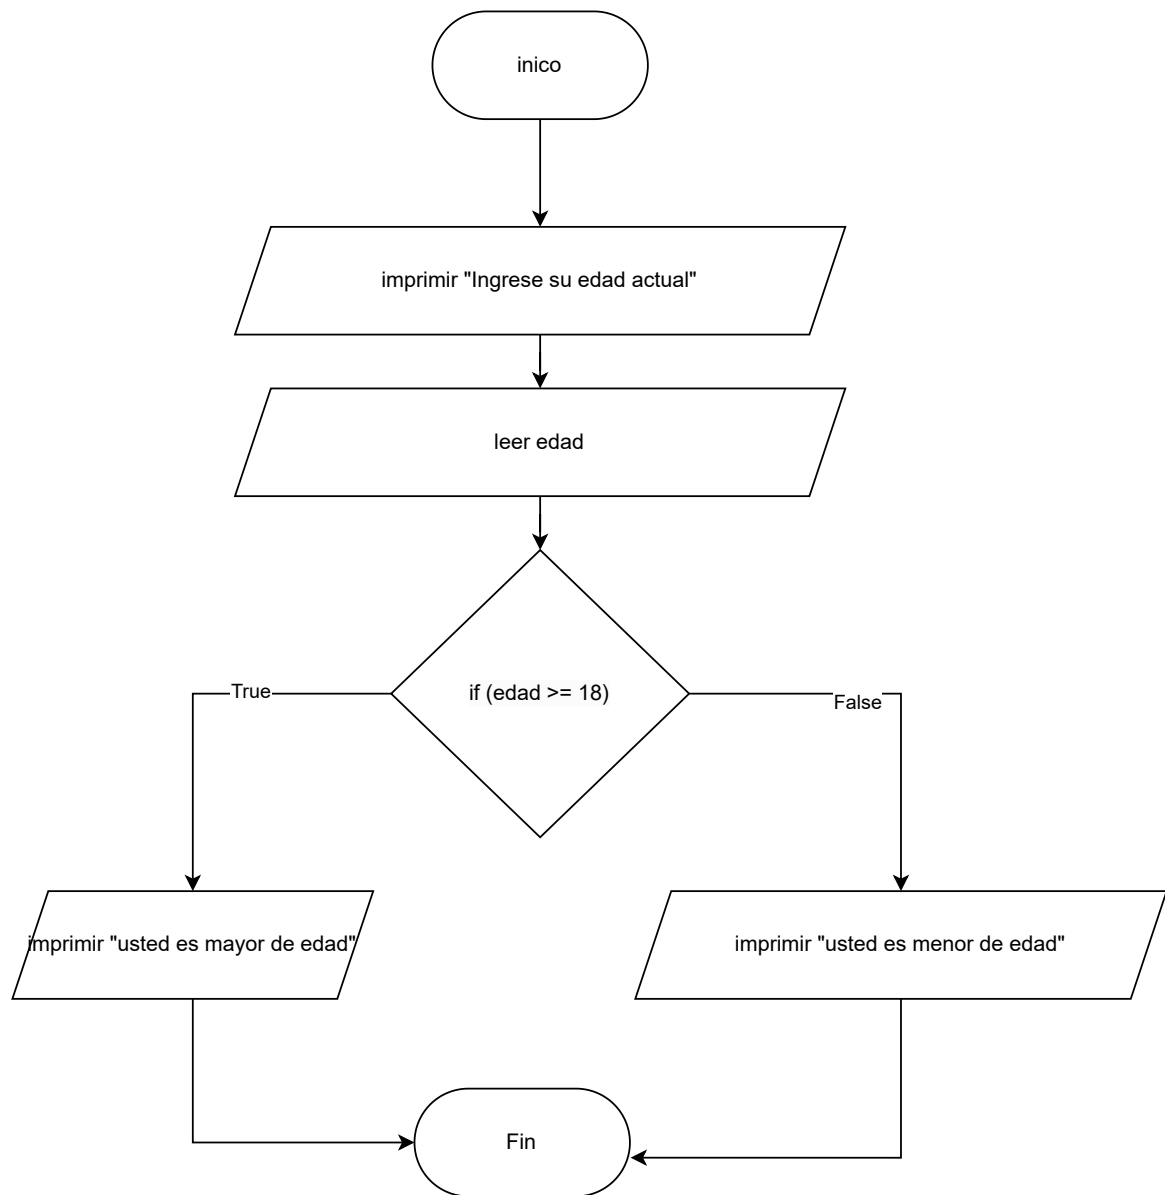 inico
imprimir "Ingrese su edad actual"
leer edad
if (edad >= 18)
True
False
imprimir "usted es mayor de edad"
imprimir "usted es menor de edad"
Fin